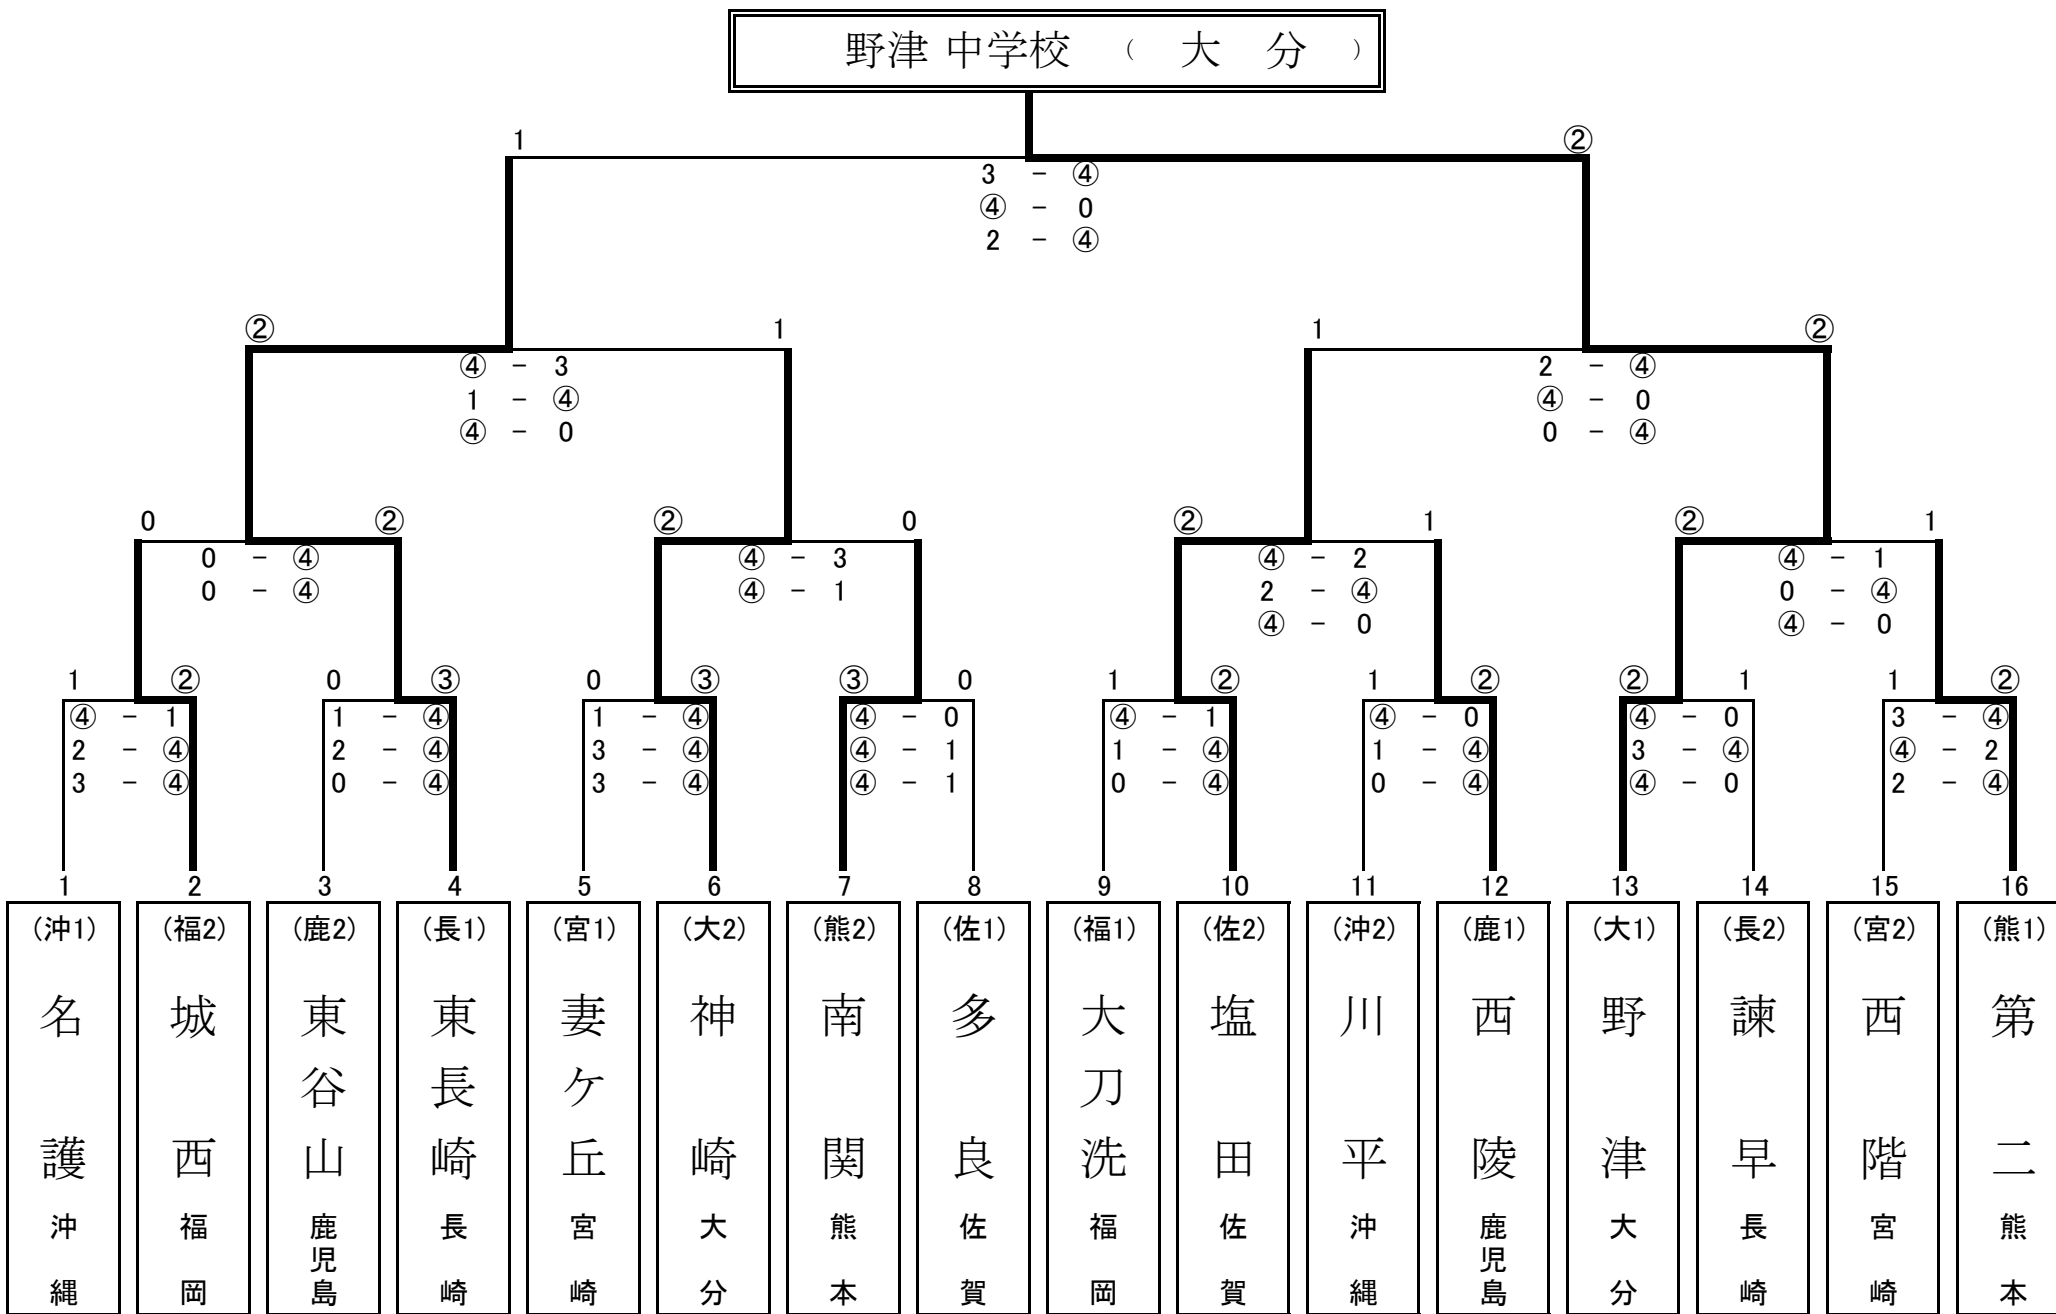 野津 中学校 （ 大 分 ）
1 ②
3 － ④
④ － 0
2 － ④
② 1 1 ②
④ － 3 2 － ④
1 － ④ ④ － 0
④ － 0 0 － ④
0 ② ② 0 ② 1 ② 1
0 － ④ ④ － 3 ④ － 2 ④ － 1
0 － ④ ④ － 1 2 － ④ 0 － ④
④ － 0 ④ － 0
1 ② 0 ③ 0 ③ ③ 0 1 ② 1 ② ② 1 1 ②
④ － 1 1 － ④ 1 － ④ ④ － 0 ④ － 1 ④ － 0 ④ － 0 3 － ④
2 － ④ 2 － ④ 3 － ④ ④ － 1 1 － ④ 1 － ④ 3 － ④ ④ － 2
3 － ④ 0 － ④ 3 － ④ ④ － 1 0 － ④ 0 － ④ ④ － 0 2 － ④
1 2 3 4 5 6 7 8 9 10 11 12 13 14 15 16
（沖1） （福2） （鹿2） （長1） （宮1） （大2） （熊2） （佐1） （福1） （佐2） （沖2） （鹿1） （大1） （長2） （宮2） （熊1）
名護
沖縄
城西
福岡
東谷山
鹿児島
東長崎
長崎
妻ケ丘
宮崎
神崎
大分
南関
熊本
多良
佐賀
大刀洗
福岡
塩田
佐賀
川平
沖縄
西陵
鹿児島
野津
大分
諫早
長崎
西階
宮崎
第二
熊本